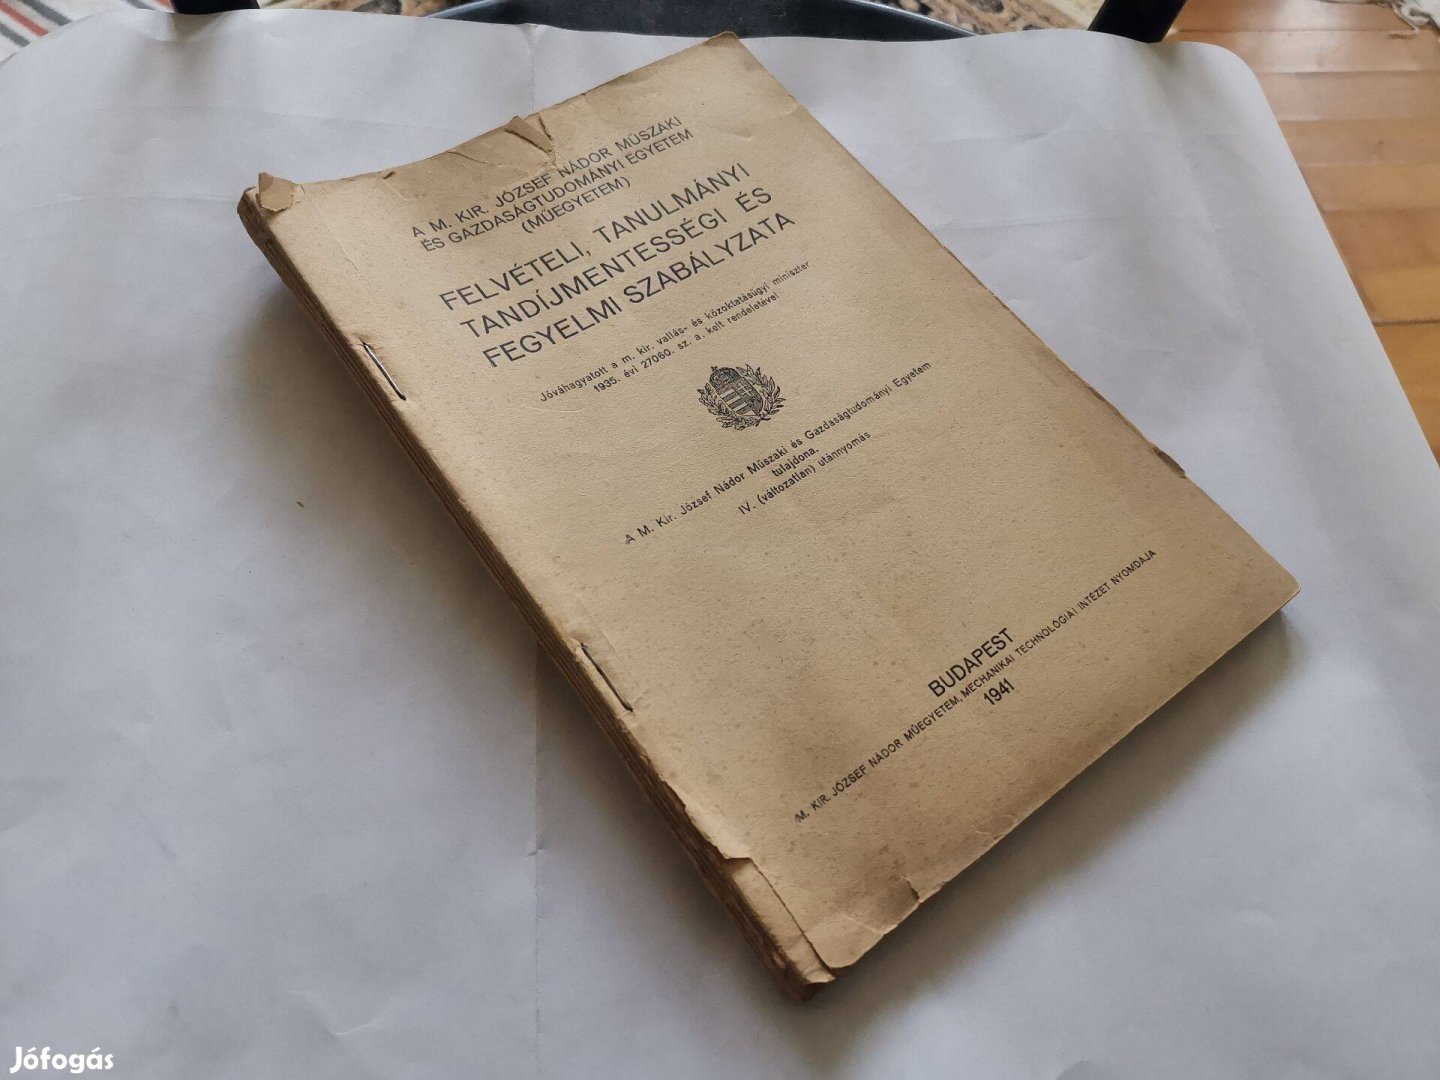 A M. KIR. JÓZSEF NÁDOR MŰSZAKI
ÉS GAZDASÁGTUDOMÁNYI EGYETEM
(MŰEGYETEM)
FELVÉTELI, TANULMÁNYI
TANDÍJMENTESSÉGI ÉS
FEGYELMI SZABÁLYZATA
Jóváhagyatott a m. kir. vallás- és közoktatásügyi miniszter
1935. évi 27060. sz. a. kelt rendeletével
A M. Kir. József Nádor Műszaki és Gazdaságtudományi Egyetem
tulajdona.
IV. (változatlan) utánnyomás
BUDAPEST
M. KIR. JÓZSEF NÁDOR MŰEGYETEM, MECHANIKAI TECHNOLÓGIAI INTÉZET NYOMDÁJA
1941
Jófogás